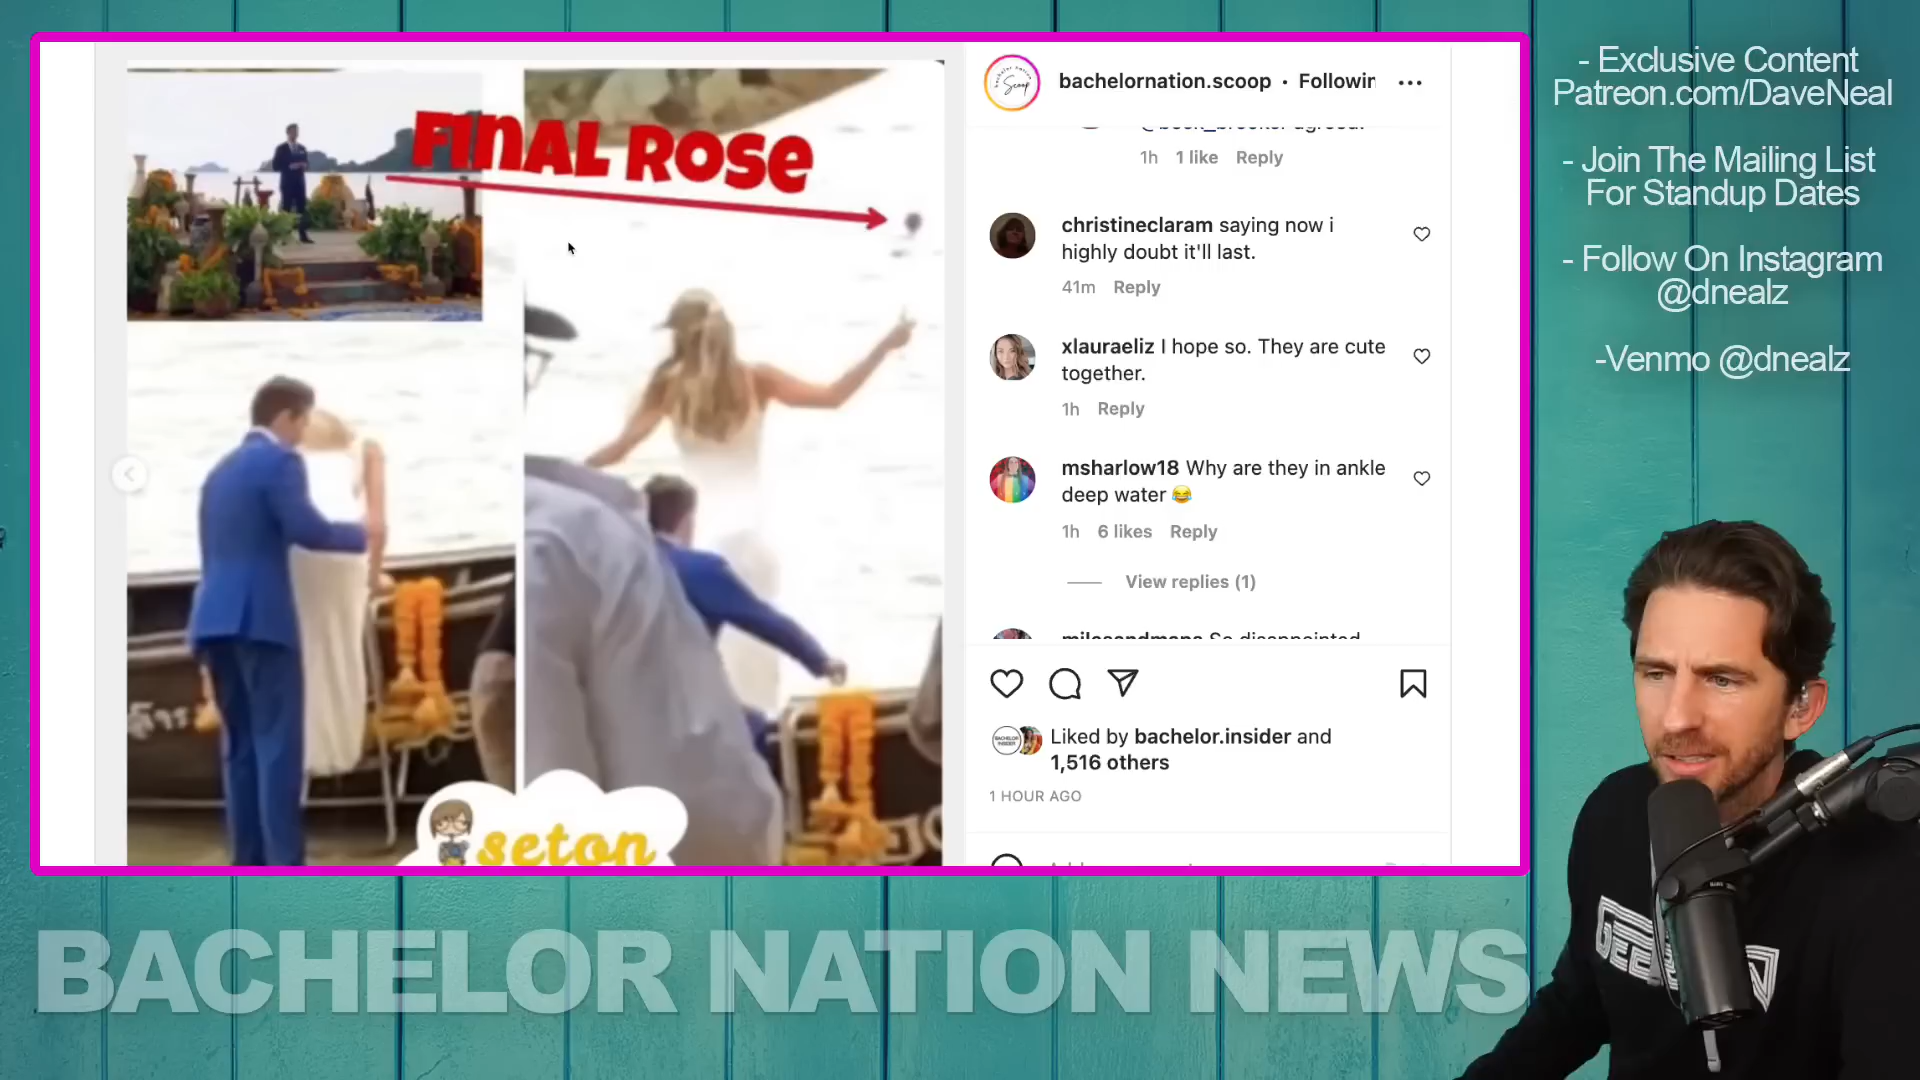 FINAL ROSE
seton
Scoop
bachelornation.scoop • Followin
1h 1 like Reply
christineclaram saying now i
highly doubt it'll last.
41m Reply
xlauraeliz I hope so. They are cute
together.
1h Reply
msharlow18 Why are they in ankle
deep water 😂
1h 6 likes Reply
View replies (1)
Liked by bachelor.insider and
1,516 others
1 HOUR AGO
- Exclusive Content
Patreon.com/DaveNeal
- Join The Mailing List
For Standup Dates
- Follow On Instagram
@dnealz
-Venmo @dnealz
BACHELOR NATION NEWS